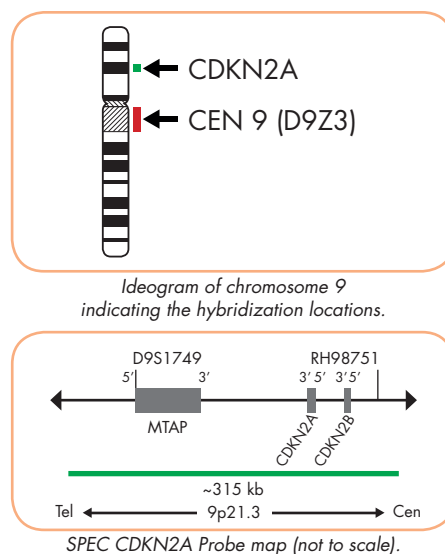 CDKN2A
CEN 9 (D9Z3)
Ideogram of chromosome 9
indicating the hybridization locations.
D9S1749 RH98751
5’ 3’ 3’ 5’ 3’ 5’
MTAP CDKN2A CDKN2B
~315 kb
Tel 9p21.3 Cen
SPEC CDKN2A Probe map (not to scale).